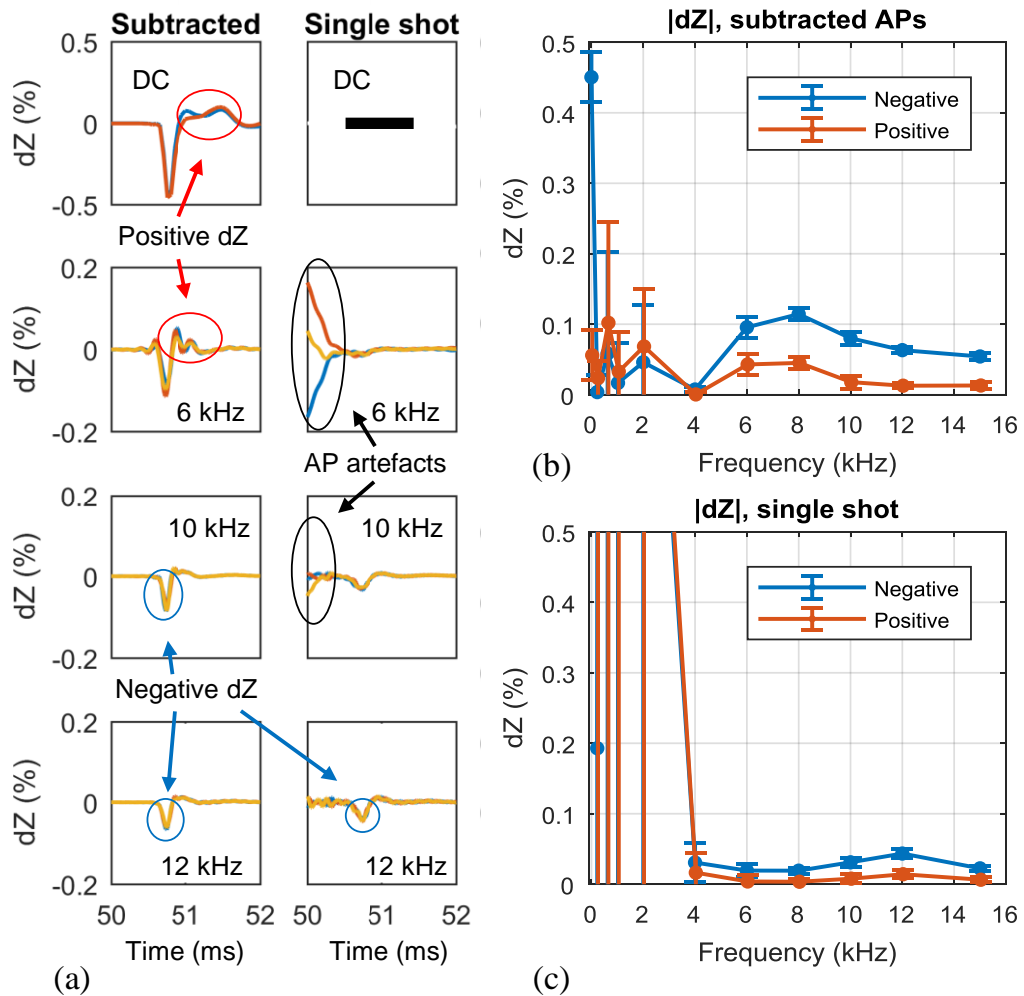 Subtracted
Single shot
0.5
0
-0.5
dZ (%)
DC
DC
Positive dZ
0.2
0
-0.2
dZ (%)
6 kHz
6 kHz
AP artefacts
0.2
0
-0.2
dZ (%)
10 kHz
10 kHz
Negative dZ
0.2
0
-0.2
dZ (%)
12 kHz
12 kHz
50 51 52
50 51 52
Time (ms)
Time (ms)
(a)
|dZ|, subtracted APs
0.5
0.4
0.3
0.2
0.1
0
dZ (%)
Negative
Positive
0 2 4 6 8 10 12 14 16
Frequency (kHz)
(b)
|dZ|, single shot
0.5
0.4
0.3
0.2
0.1
0
dZ (%)
Negative
Positive
0 2 4 6 8 10 12 14 16
Frequency (kHz)
(c)